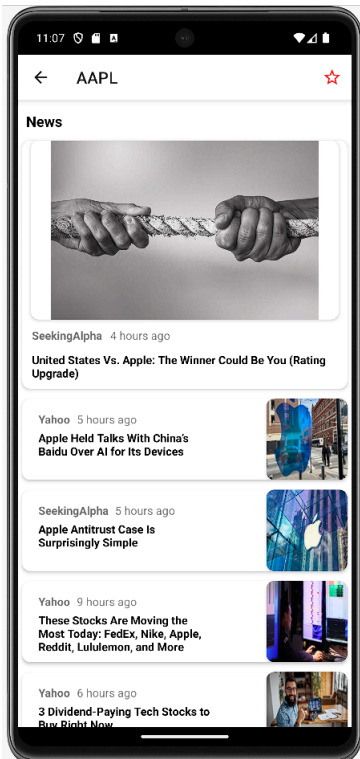 11:07
AAPL
News
SeekingAlpha 4 hours ago
United States Vs. Apple: The Winner Could Be You (Rating
Upgrade)
Yahoo 5 hours ago
Apple Held Talks With China's
Baidu Over AI for Its Devices
SeekingAlpha 5 hours ago
Apple Antitrust Case Is
Surprisingly Simple
Yahoo 9 hours ago
These Stocks Are Moving the
Most Today: FedEx, Nike, Apple,
Reddit, Lululemon, and More
Yahoo 6 hours ago
3 Dividend-Paying Tech Stocks to
Buy Right Now